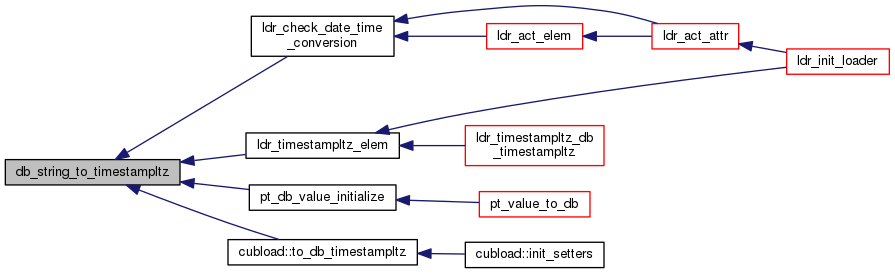 ldr_check_date_time
_conversion
ldr_act_elem
ldr_act_attr
ldr_init_loader
ldr_timestampltz_elem
ldr_timestampltz_db
_timestampltz
db_string_to_timestampltz
pt_db_value_initialize
pt_value_to_db
cubload::to_db_timestampltz
cubload::init_setters